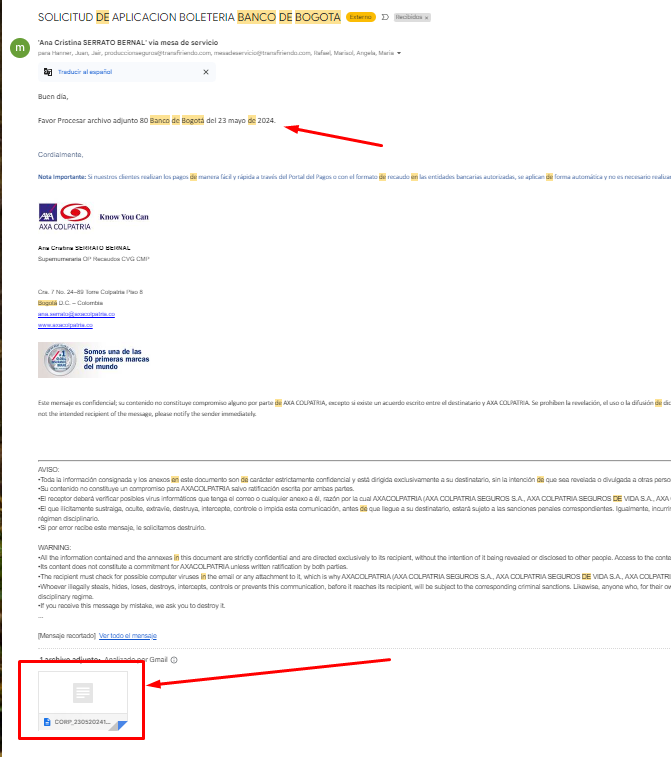 SOLICITUD DE APLICACION BOLETERIA BANCO DE BOGOTA Externo Recibidos x
m
'Ana Cristina SERRATO BERNAL' vía mesa de servicio
para Hanner, Juan, Jair, produccionseguros@transfiriendo.com, mesadeservicio@transfiriendo.com, Rafael, Marisol, Angela, Maria
Traducir al español
Buen día,
Favor Procesar archivo adjunto 80 Banco de Bogotá del 23 mayo de 2024.
Cordialmente,
Nota Importante: Si nuestros clientes realizan los pagos de manera fácil y rápida a través del Portal del Pagos o con el formato de recaudo en las entidades bancarias autorizadas, se aplican de forma automática y no es necesario realizar
AXA COLPATRIA
Know You Can
Ana Cristina SERRATO BERNAL
Supernumeraria OP Recaudos CVG CMP
Cra. 7 No. 24–89 Torre Colpatria Piso 8
Bogotá D.C. – Colombia
ana.serrato@axacolpatria.co
www.axacolpatria.co
Somos una de las
50 primeras marcas
del mundo
Este mensaje es confidencial; su contenido no constituye compromiso alguno por parte de AXA COLPATRIA, excepto si existe un acuerdo escrito entre el destinatario y AXA COLPATRIA. Se prohíben la revelación, el uso o la difusión de dic
not the intended recipient of the message, please notify the sender immediately.
AVISO:
•Toda la información consignada y los anexos en este documento son de carácter estrictamente confidencial y está dirigida exclusivamente a su destinatario, sin la intención de que sea revelada o divulgada a otras perso
•Su contenido no constituye un compromiso para AXACOLPATRIA salvo ratificación escrita por ambas partes.
•El receptor deberá verificar posibles virus informáticos que tenga el correo o cualquier anexo a él, razón por la cual AXACOLPATRIA (AXA COLPATRIA SEGUROS S.A., AXA COLPATRIA SEGUROS DE VIDA S.A., AXA
•El que ilícitamente sustraiga, oculte, extravíe, destruya, intercepte, controle o impida esta comunicación, antes de que llegue a su destinatario, estará sujeto a las sanciones penales correspondientes. Igualmente, incurri
régimen disciplinario.
•Si por error recibe este mensaje, le solicitamos destruirlo.
WARNING:
•All the information contained and the annexes in this document are strictly confidential and are directed exclusively to its recipient, without the intention of it being revealed or disclosed to other people. Access to the conte
•Its content does not constitute a commitment for AXACOLPATRIA unless written ratification by both parties.
•The recipient must check for possible computer viruses in the email or any attachment to it, which is why AXACOLPATRIA (AXA COLPATRIA SEGUROS S.A., AXA COLPATRIA SEGUROS DE VIDA S.A., AXA COLPATRI
•Whoever illegally steals, hides, loses, destroys, intercepts, controls or prevents this communication, before it reaches its recipient, will be subject to the corresponding criminal sanctions. Likewise, anyone who, for their ow
disciplinary regime.
•If you receive this message by mistake, we ask you to destroy it.
...
[Mensaje recortado] Ver todo el mensaje
1 archivo adjunto • Analizado por Gmail
CORP_230520241...